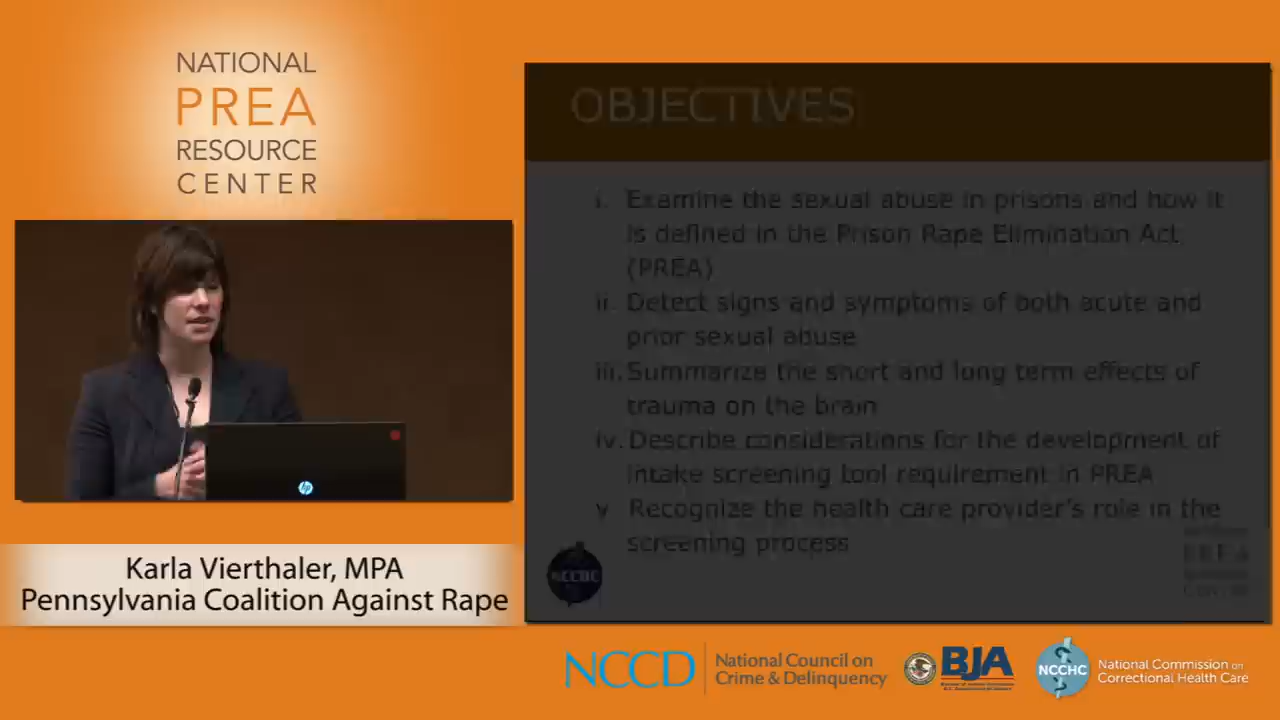 NATIONAL
PREA
RESOURCE
CENTER
OBJECTIVES
i. Examine the sexual abuse in prisons and how it
is defined in the Prison Rape Elimination Act
(PREA)
ii. Detect signs and symptoms of both acute and
prior sexual abuse
iii. Summarize the short and long term effects of
trauma on the brain
iv. Describe considerations for the development of
intake screening tool requirement in PREA
v. Recognize the health care provider's role in the
screening process
NCCHC
PREA
hp
Karla Vierthaler, MPA
Pennsylvania Coalition Against Rape
NCCD
National Council on
Crime & Delinquency
BJA
NCCHC
National Commission on
Correctional Health Care